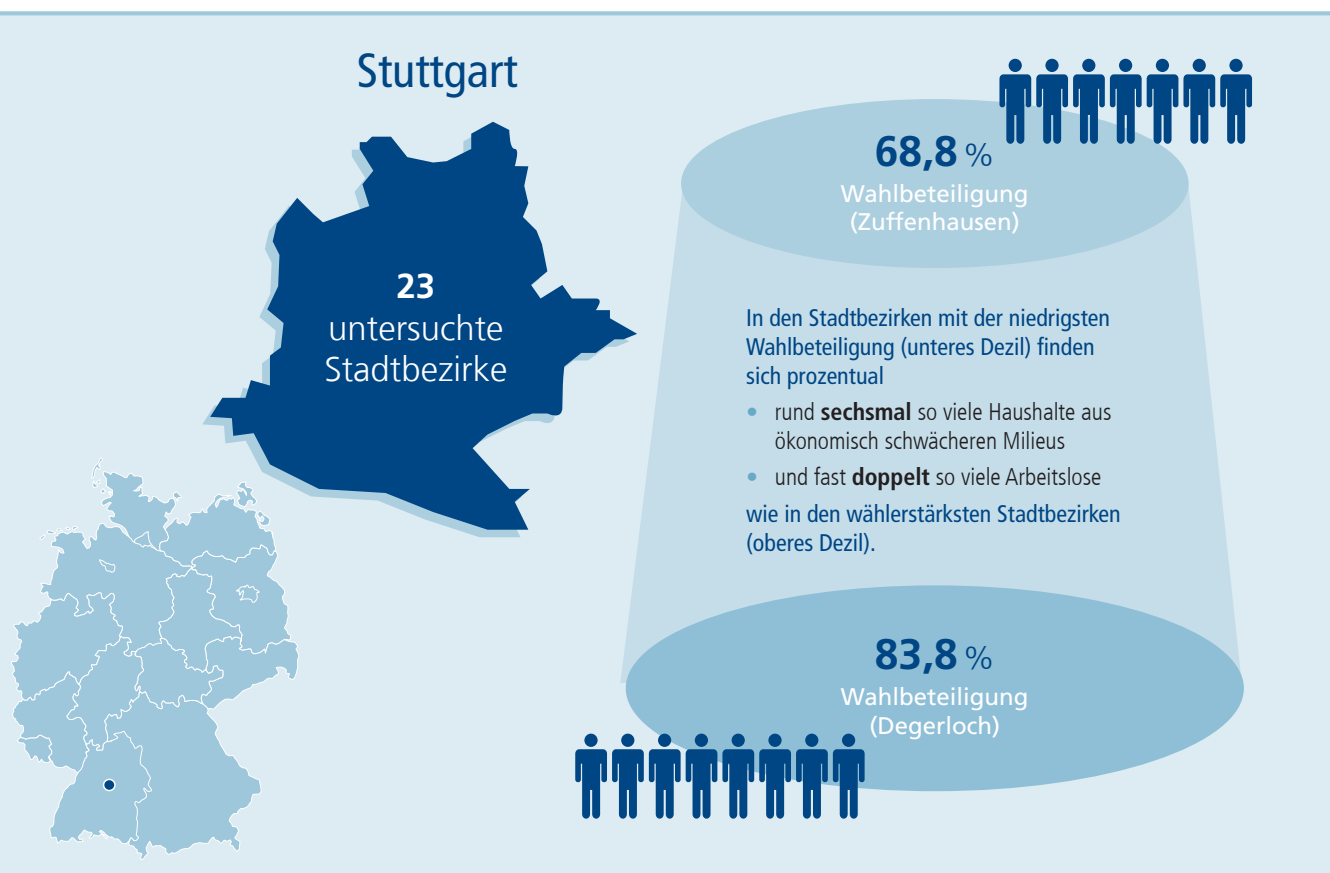 Stuttgart
23
untersuchte
Stadtbezirke
68,8 %
Wahlbeteiligung
(Zuffenhausen)
In den Stadtbezirken mit der niedrigsten
Wahlbeteiligung (unteres Dezil) finden
sich prozentual
• rund sechsmal so viele Haushalte aus
ökonomisch schwächeren Milieus
• und fast doppelt so viele Arbeitslose
wie in den wählerstärksten Stadtbezirken
(oberes Dezil).
83,8 %
Wahlbeteiligung
(Degerloch)